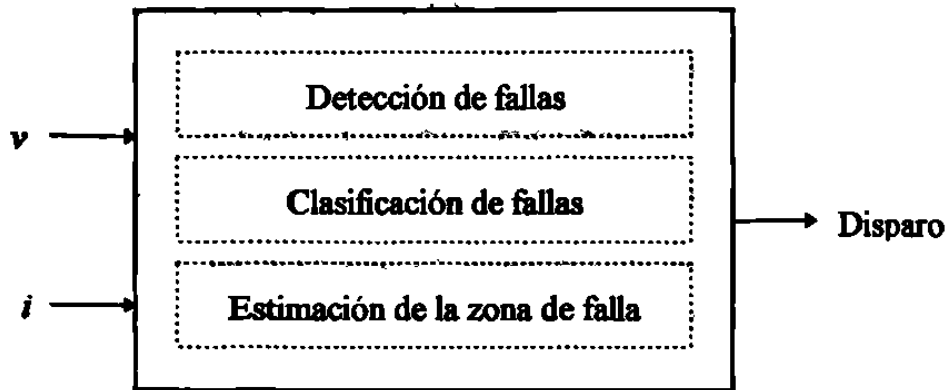 Detección de fallas
v
Clasificación de fallas
Disparo
i
Estimación de la zona de falla